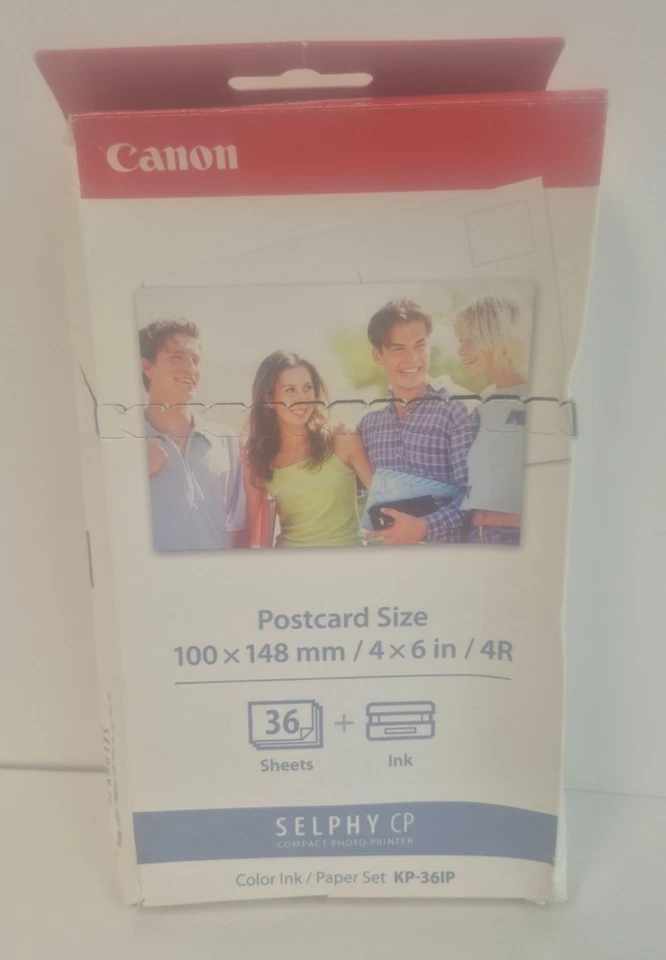 Canon
Postcard Size
100 × 148 mm / 4 × 6 in / 4R
36 +
Sheets Ink
SELPHY CP
COMPACT PHOTO PRINTER
Color Ink / Paper Set KP-36IP